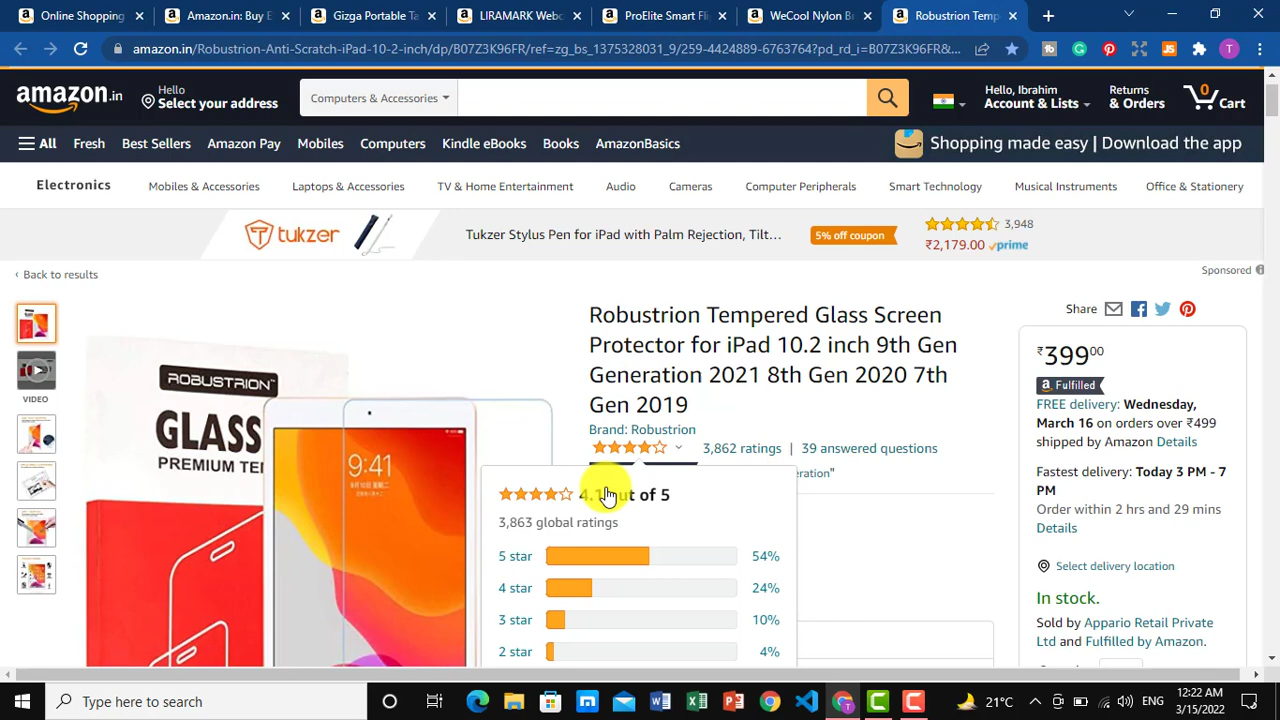 Online Shopping
Amazon.in: Buy B
Gizga Portable Ta
LIRAMARK Webc
ProElite Smart Fli
WeCool Nylon Br
Robustrion Temp
amazon.in/Robustrion-Anti-Scratch-iPad-10-2-inch/dp/B07Z3K96FR/ref=zg_bs_1375328031_9/259-4424889-6763764?pd_rd_i=B07Z3K96FR&...
T
amazon.in
Hello
Select your address
Computers & Accessories
Hello, Ibrahim
Account & Lists
Returns
& Orders
0
Cart
All
Fresh
Best Sellers
Amazon Pay
Mobiles
Computers
Kindle eBooks
Books
AmazonBasics
Shopping made easy | Download the app
Electronics
Mobiles & Accessories
Laptops & Accessories
TV & Home Entertainment
Audio
Cameras
Computer Peripherals
Smart Technology
Musical Instruments
Office & Stationery
tukzer
Tukzer Stylus Pen for iPad with Palm Rejection, Tilt...
5% off coupon
3,948
₹2,179.00 prime
‹ Back to results
Sponsored
VIDEO
ROBUSTRION
GLASS
PREMIUM TE
9:41
Robustrion Tempered Glass Screen
Protector for iPad 10.2 inch 9th Gen
Generation 2021 8th Gen 2020 7th
Gen 2019
Brand: Robustrion
3,862 ratings | 39 answered questions
4.1 out of 5
3,863 global ratings
5 star 54%
4 star 24%
3 star 10%
2 star 4%
Share
₹399 00
Fulfilled
FREE delivery: Wednesday,
March 16 on orders over ₹499
shipped by Amazon Details
Fastest delivery: Today 3 PM - 7
PM
Order within 2 hrs and 29 mins
Details
Select delivery location
In stock.
Sold by Appario Retail Private
Ltd and Fulfilled by Amazon.
Type here to search
21°C
ENG
12:22 AM
3/15/2022